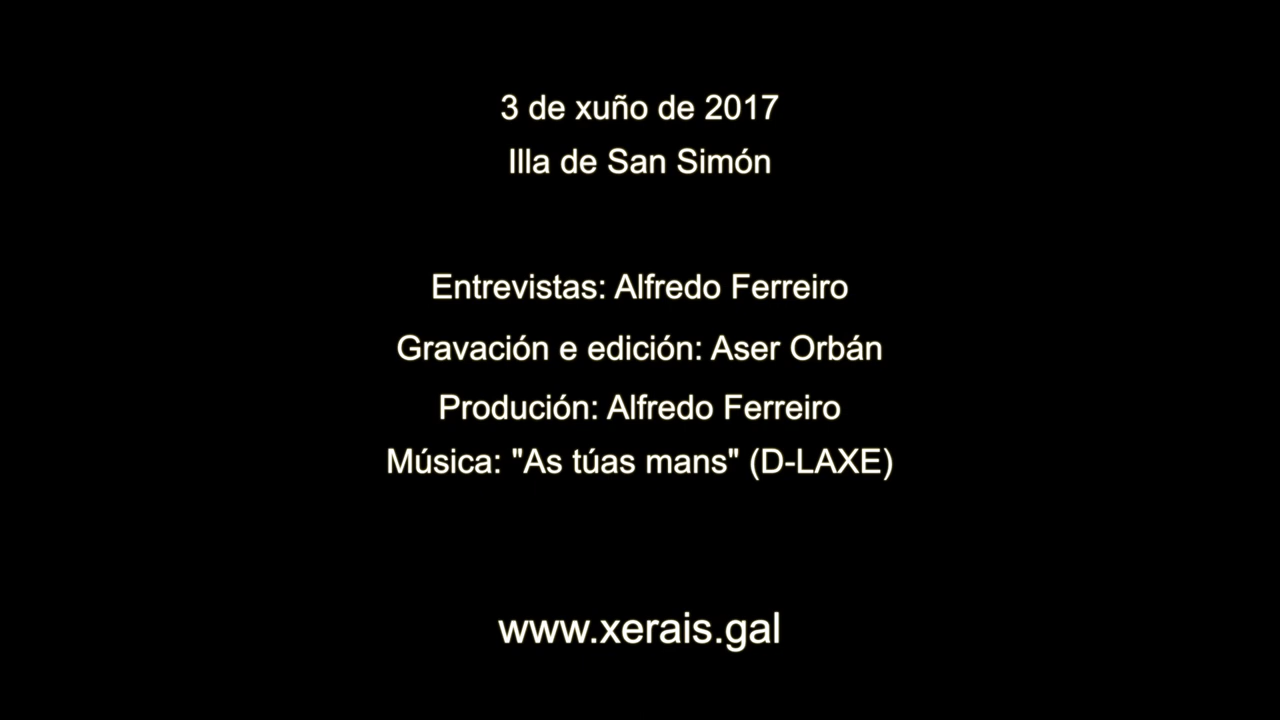 3 de xuño de 2017
Illa de San Simón
Entrevistas: Alfredo Ferreiro
Gravación e edición: Aser Orbán
Produción: Alfredo Ferreiro
Música: "As túas mans" (D-LAXE)
www.xerais.gal